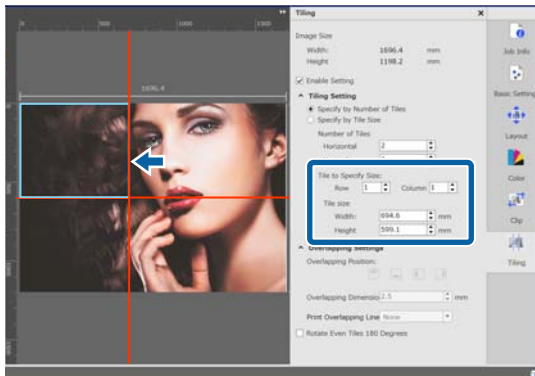 Tiling
Image Size
Width: 1696.4 mm
Height 1198.2 mm
Enable Setting
Tiling Setting
Specify by Number of Tiles
Specify by Tile Size
Number of Tiles
Horizontal 2
Tile to Specify Size:
Row 1 Column 1
Tile size
Width: 694.6 mm
Height 599.1 mm
Overlapping Settings
Overlapping Position:
Overlapping Dimensio 2.5 mm
Print Overlapping Line None
Rotate Even Tiles 180 Degrees
Job Info
Basic Setting
Layout
Color
Clip
Tiling
0 500 1000 1500
1696.4